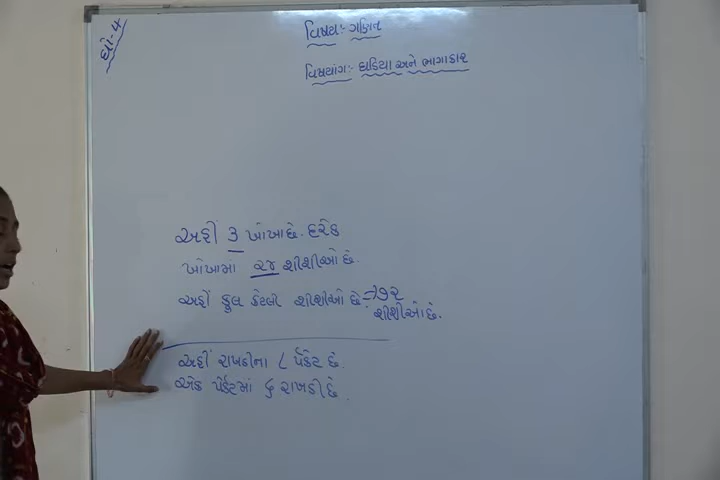 ધો-૪
વિષય:- ગણિત
વિષયાંગ:- ઘડિયા અને ભાગાકાર
અહીં ૩ ખોખા છે. દરેક
ખોખામાં ૨૪ શીશીઓ છે.
અહીં કુલ કેટલી શીશીઓ છે =૭૨
શીશીઓ છે.
અહીં રાખડીના ૮ પેકેટ છે.
એક પેકેટમાં ૬ રાખડી છે.